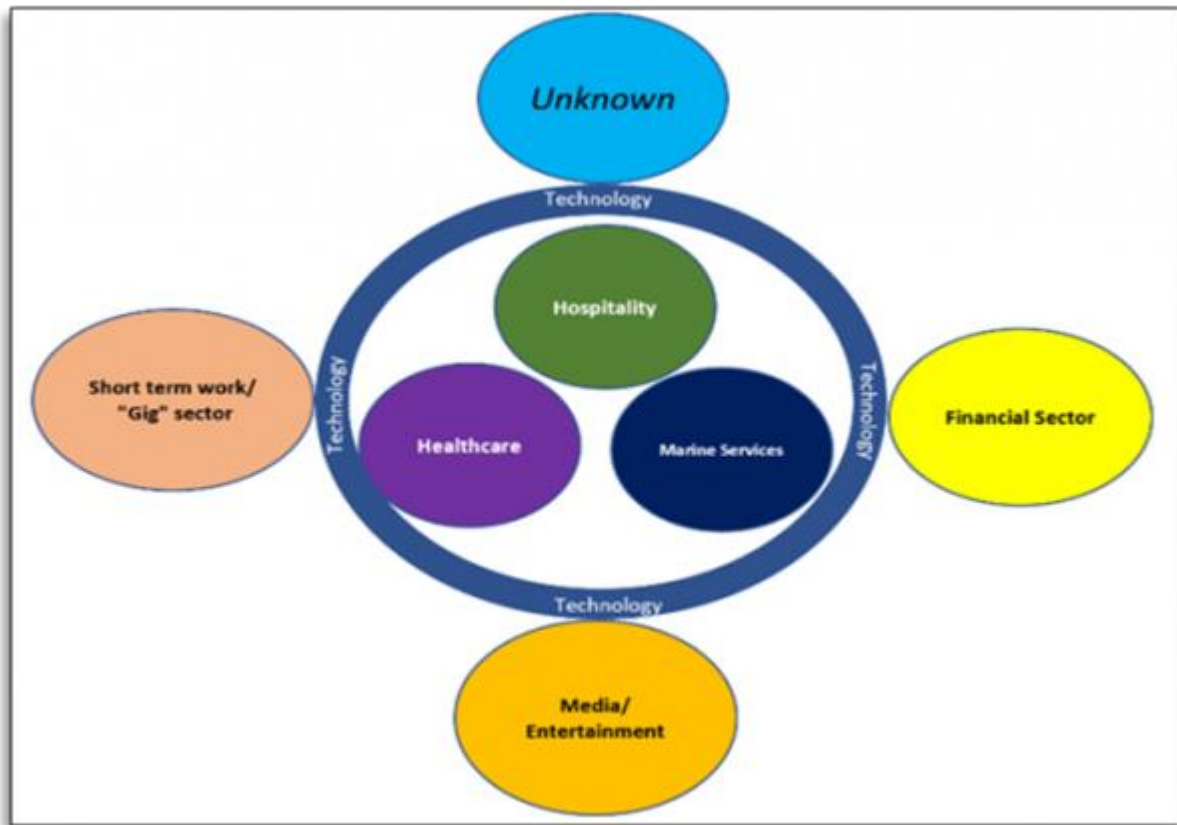 Unknown
Technology
Hospitality
Short term work/
"Gig" sector
Technology
Healthcare
Marine Services
Technology
Financial Sector
Technology
Media/
Entertainment